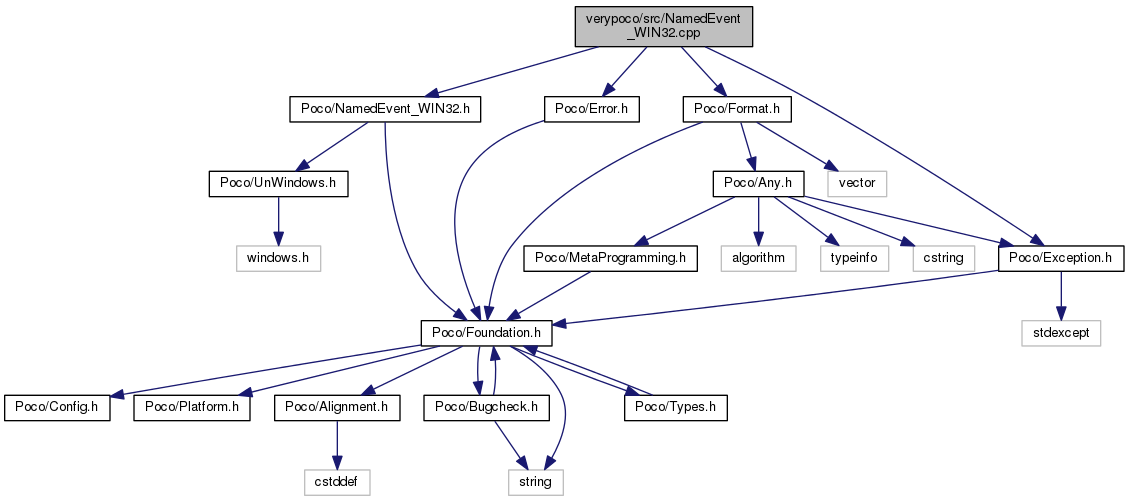 verypoco/src/NamedEvent
_WIN32.cpp
Poco/NamedEvent_WIN32.h
Poco/Error.h
Poco/Format.h
Poco/UnWindows.h
Poco/Any.h
vector
windows.h
Poco/MetaProgramming.h
algorithm
typeinfo
cstring
Poco/Exception.h
Poco/Foundation.h
stdexcept
Poco/Config.h
Poco/Platform.h
Poco/Alignment.h
Poco/Bugcheck.h
Poco/Types.h
cstddef
string